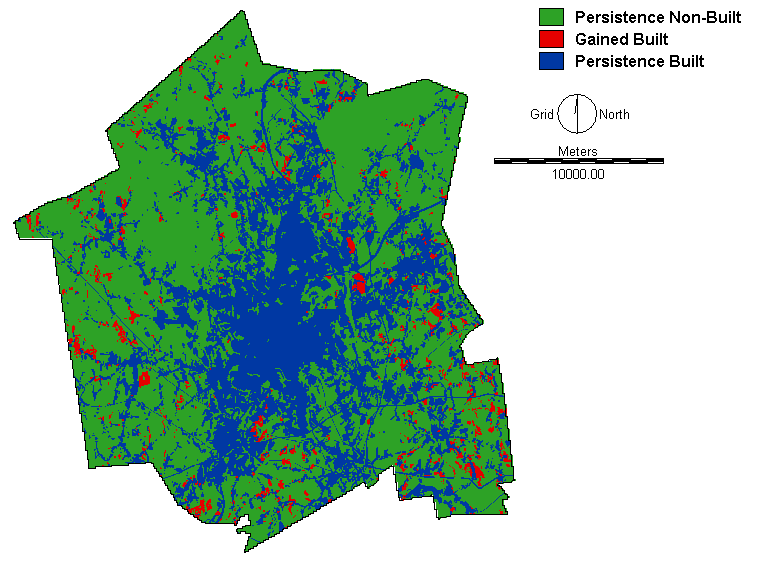 Persistence Non-Built
Gained Built
Persistence Built
Grid North
Meters
10000.00